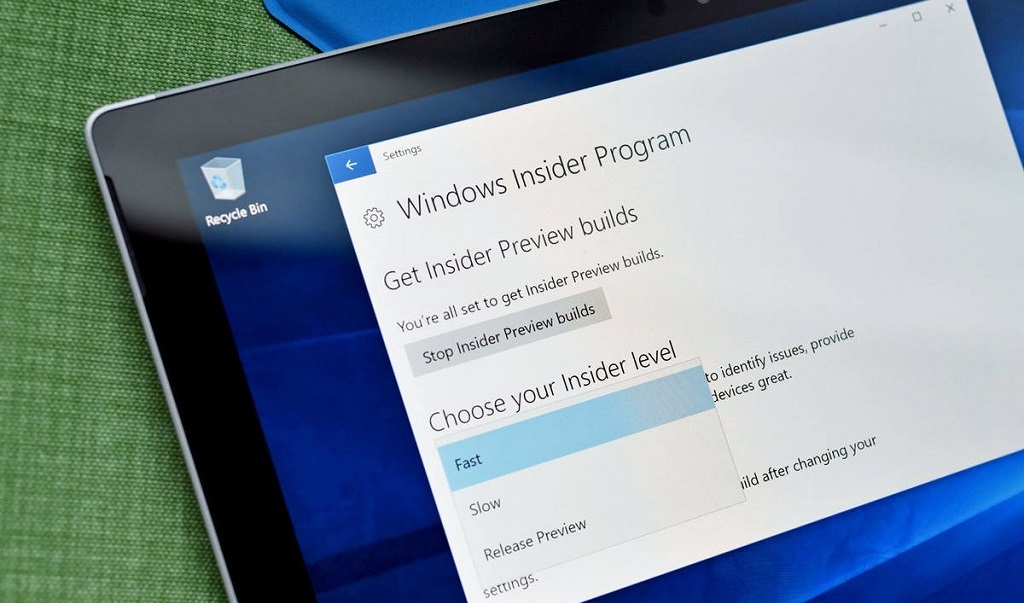 Recycle Bin
Settings
Windows Insider Program
Get Insider Preview builds
You're all set to get Insider Preview builds.
Stop Insider Preview builds
Choose your Insider level
to identify issues, provide
devices great.
Fast
Slow
Release Preview
after changing your
settings.